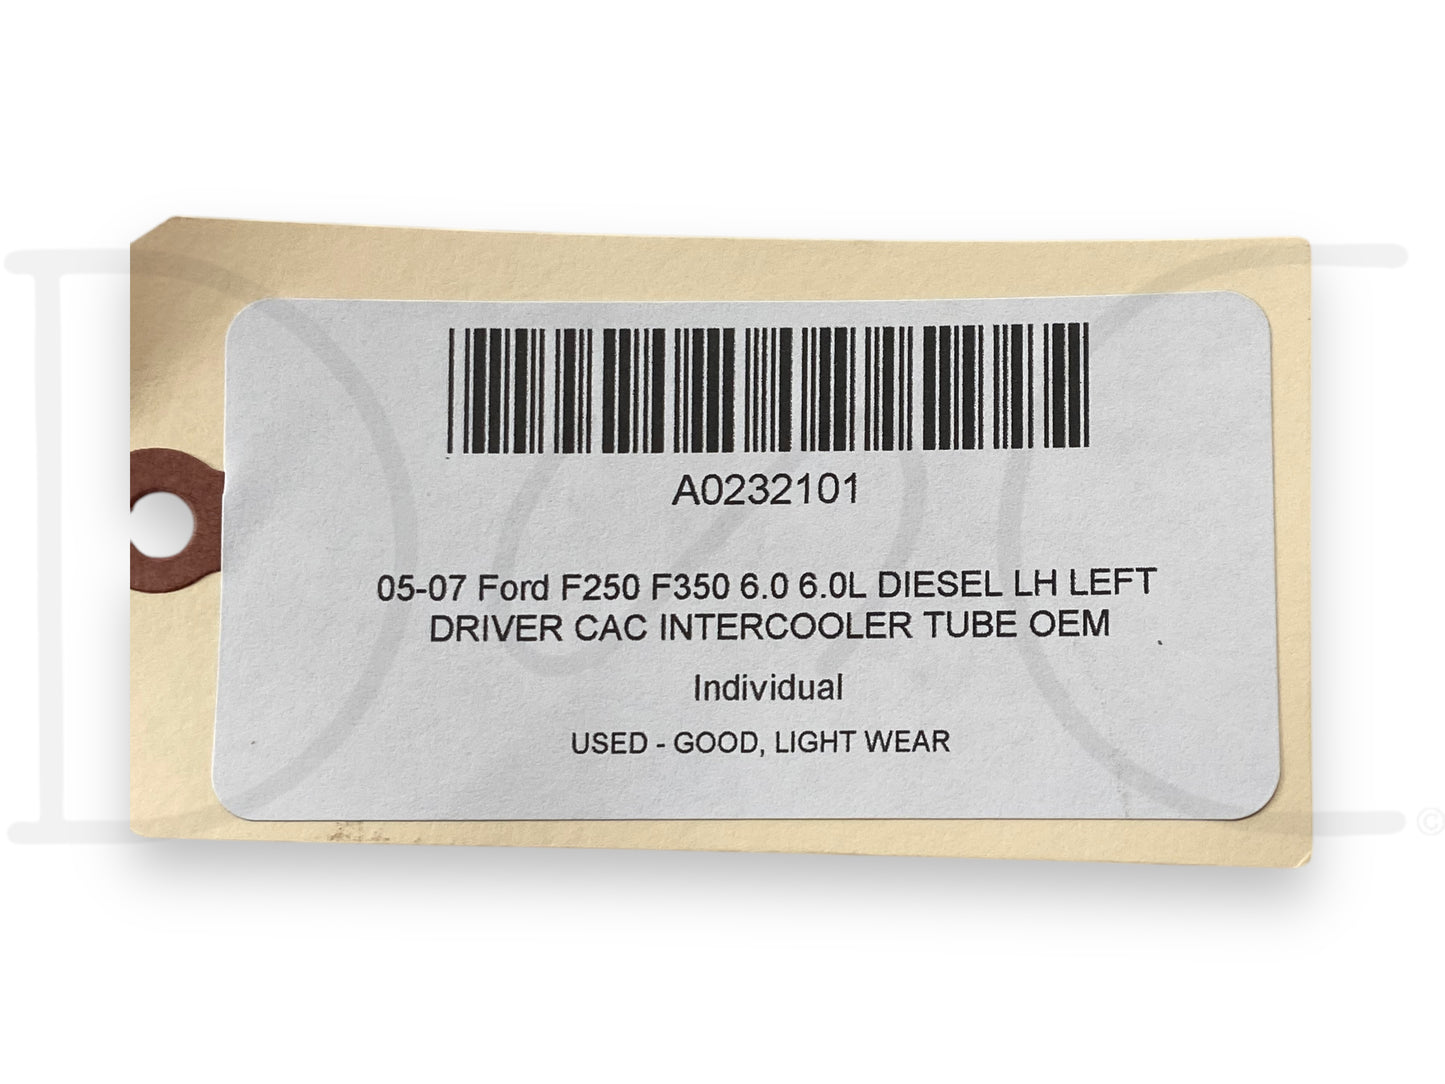 A0232101
05-07 Ford F250 F350 6.0 6.0L DIESEL LH LEFT
DRIVER CAC INTERCOOLER TUBE OEM
Individual
USED - GOOD, LIGHT WEAR
©